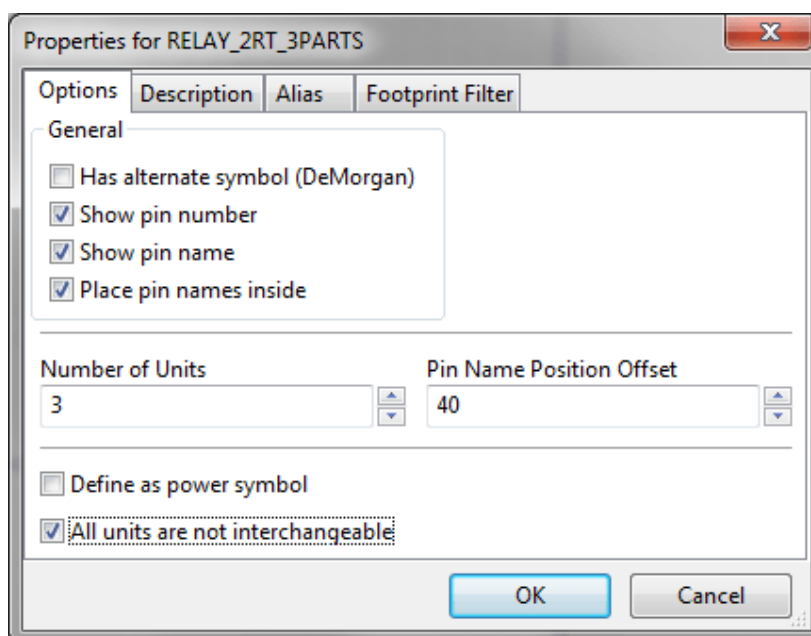 Properties for RELAY_2RT_3PARTS
Options Description Alias Footprint Filter
General
Has alternate symbol (DeMorgan)
Show pin number
Show pin name
Place pin names inside
Number of Units Pin Name Position Offset
3 40
Define as power symbol
All units are not interchangeable
OK Cancel